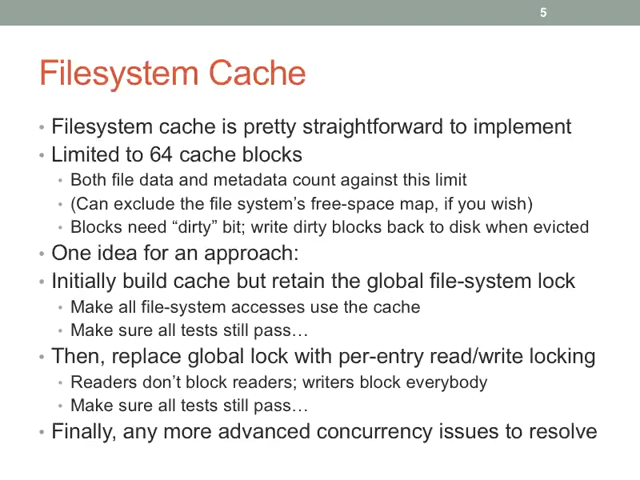 5
Filesystem Cache
• Filesystem cache is pretty straightforward to implement
• Limited to 64 cache blocks
• Both file data and metadata count against this limit
• (Can exclude the file system's free-space map, if you wish)
• Blocks need “dirty” bit; write dirty blocks back to disk when evicted
• One idea for an approach:
• Initially build cache but retain the global file-system lock
• Make all file-system accesses use the cache
• Make sure all tests still pass…
• Then, replace global lock with per-entry read/write locking
• Readers don't block readers; writers block everybody
• Make sure all tests still pass…
• Finally, any more advanced concurrency issues to resolve